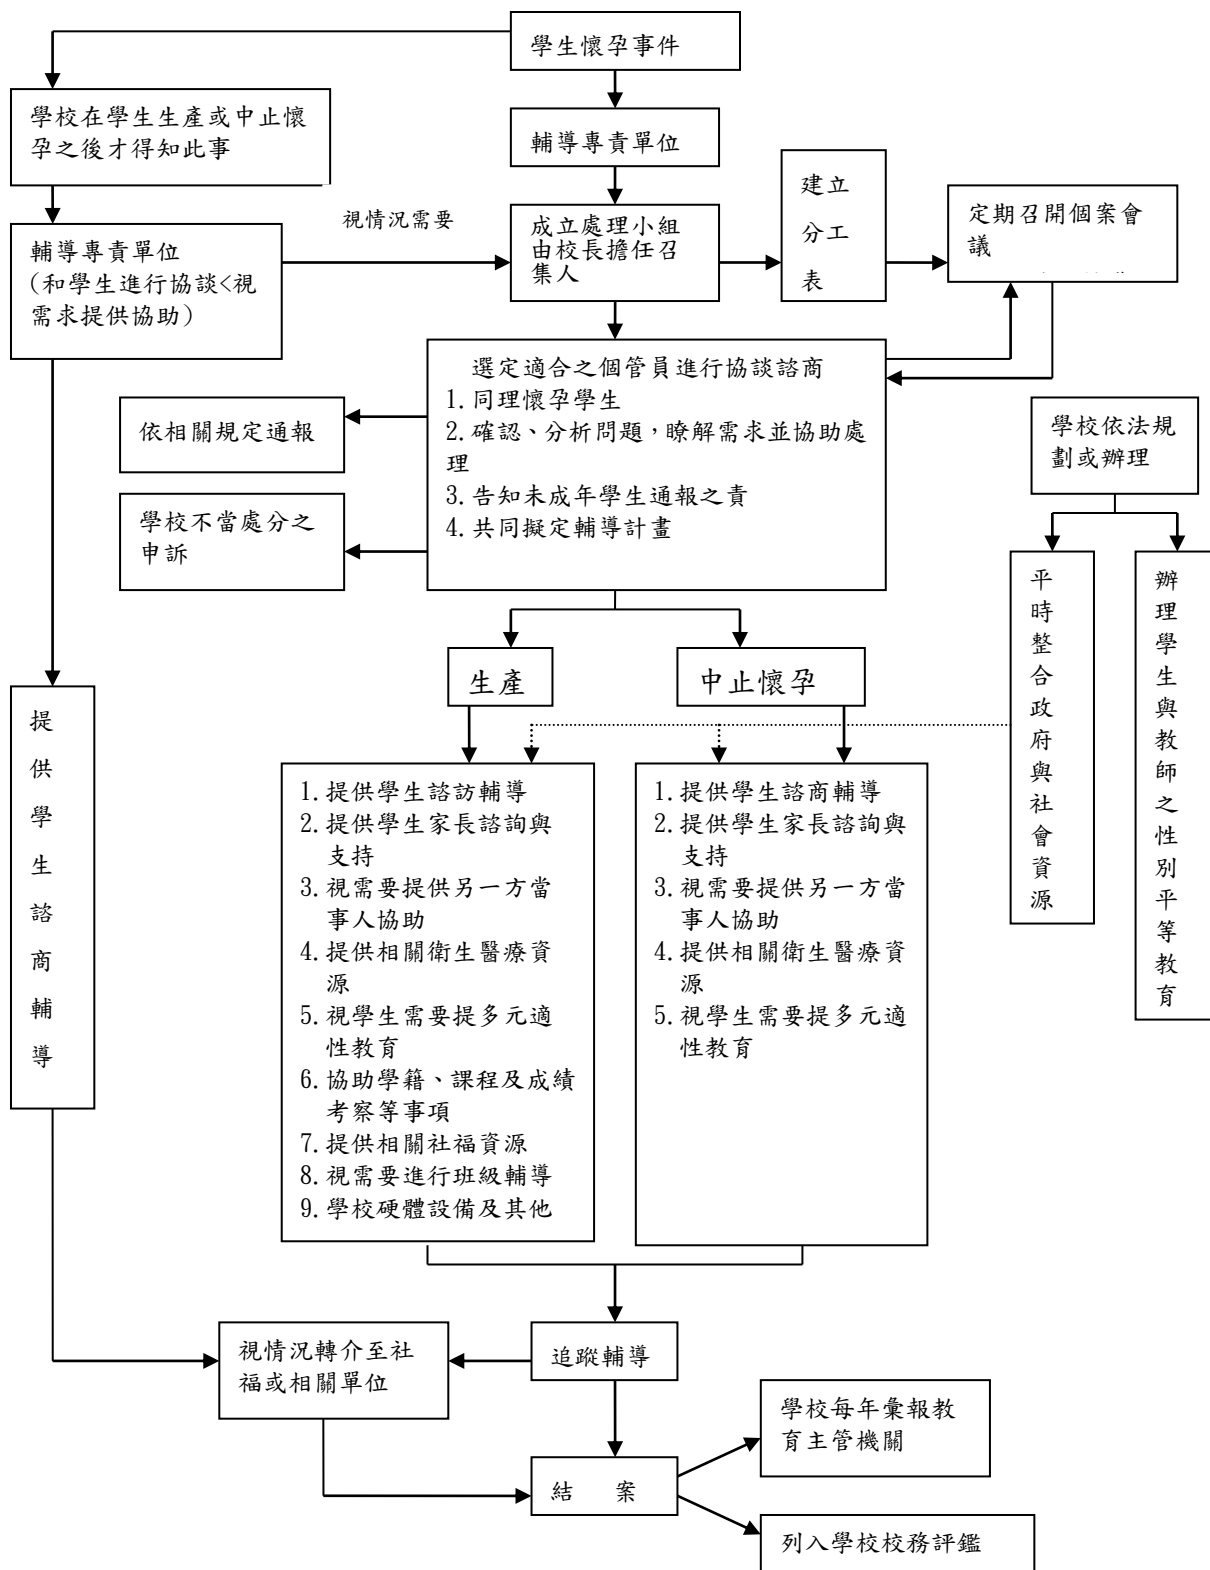 學生懷孕事件
學校在學生生產或中止懷
孕之後才得知此事
輔導專責單位
建立
分工
表
定期召開個案會
議
視情況需要
成立處理小組
由校長擔任召
集人
輔導專責單位
(和學生進行協談<視
需求提供協助)
選定適合之個管員進行協談諮商
1.同理懷孕學生
2.確認、分析問題，瞭解需求並協助處
理
3.告知未成年學生通報之責
4.共同擬定輔導計畫
依相關規定通報
學校不當處分之
申訴
學校依法規
劃或辦理
平時整合政府與社會資源
辦理學生與教師之性別平等教育
生產
中止懷孕
提供學生諮商輔導
1.提供學生諮訪輔導
2.提供學生家長諮詢與
支持
3.視需要提供另一方當
事人協助
4.提供相關衛生醫療資
源
5.視學生需要提多元適
性教育
6.協助學籍、課程及成績
考察等事項
7.提供相關社福資源
8.視需要進行班級輔導
9.學校硬體設備及其他
1.提供學生諮商輔導
2.提供學生家長諮詢與
支持
3.視需要提供另一方當
事人協助
4.提供相關衛生醫療資
源
5.視學生需要提多元適
性教育
視情況轉介至社
福或相關單位
追蹤輔導
學校每年彙報教
育主管機關
結　案
列入學校校務評鑑